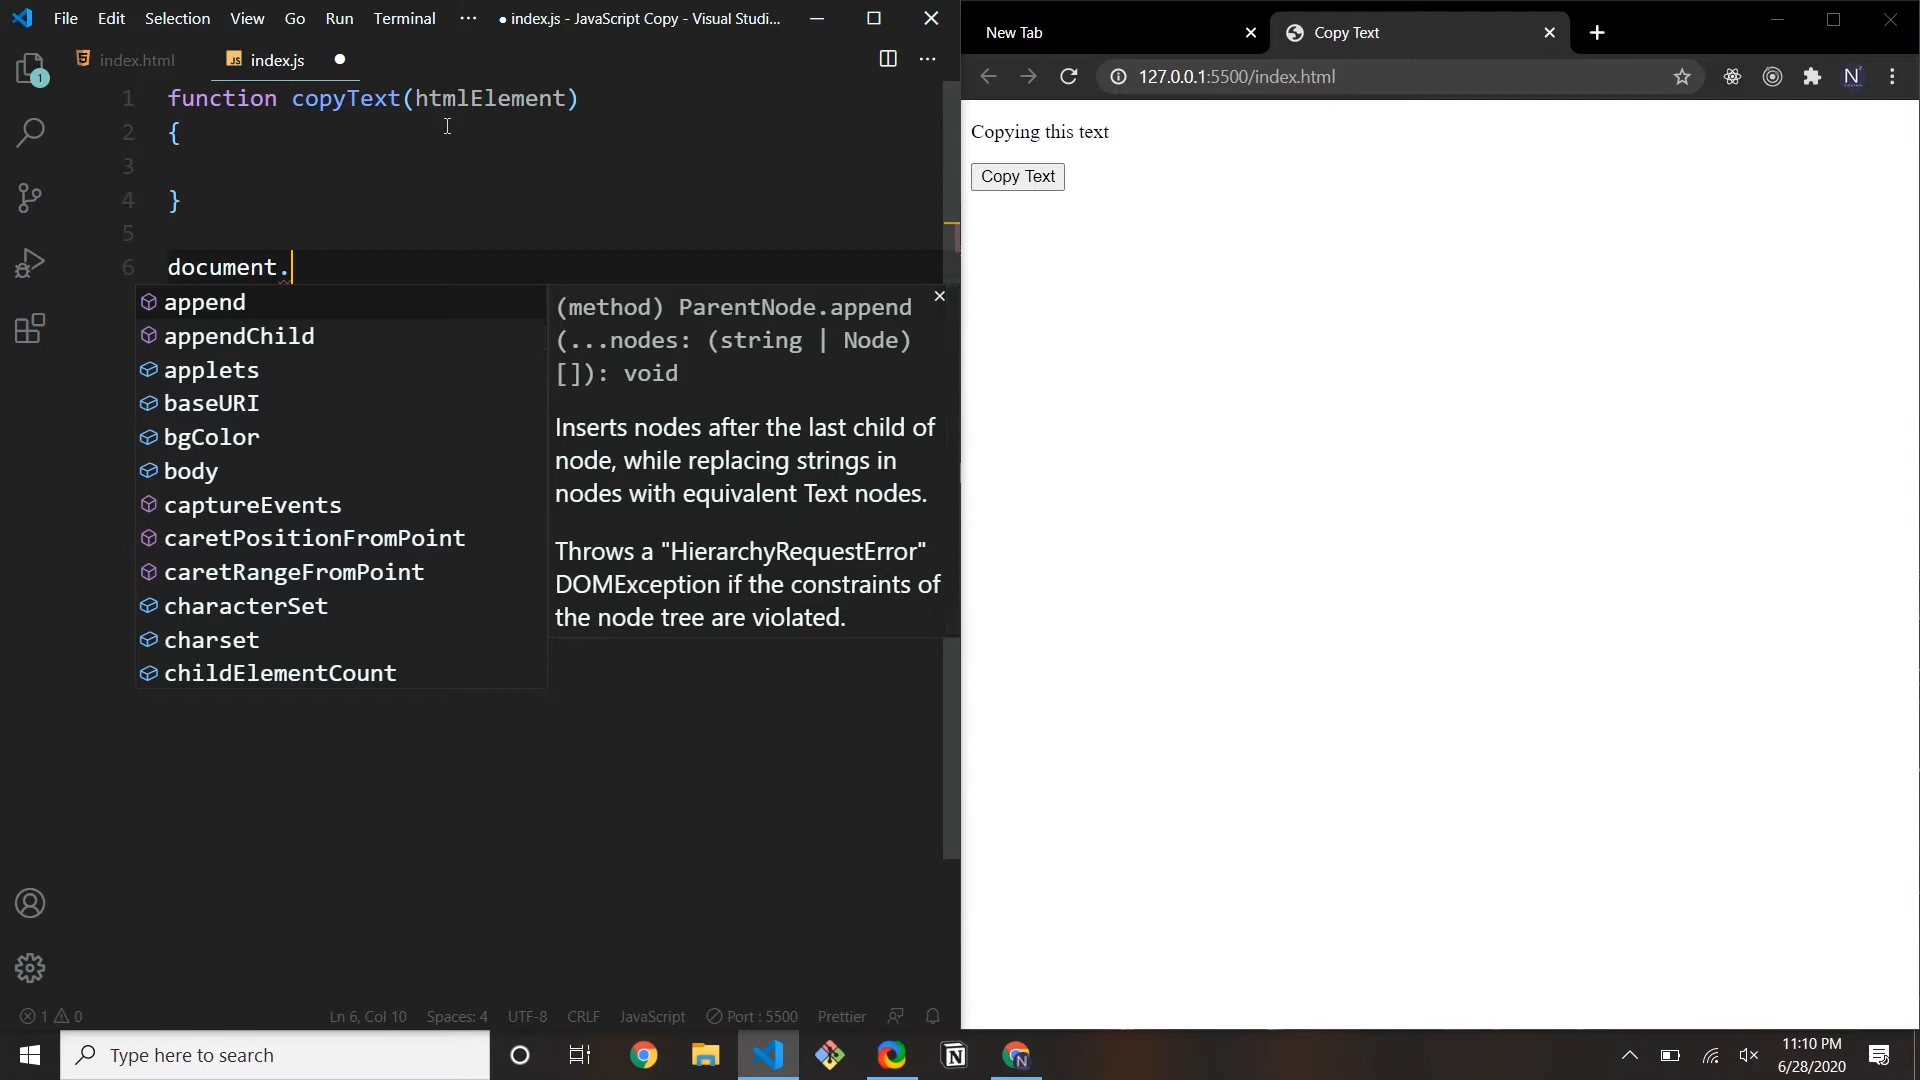 File Edit Selection View Go Run Terminal ··· ● index.js - JavaScript Copy - Visual Studi...
index.html
JS index.js
1
1 function copyText(htmlElement)
2 {
3
4 }
5
6 document.
append
appendChild
applets
baseURI
bgColor
body
captureEvents
caretPositionFromPoint
caretRangeFromPoint
characterSet
charset
childElementCount
(method) ParentNode.append
(...nodes: (string | Node)
[]): void
Inserts nodes after the last child of
node, while replacing strings in
nodes with equivalent Text nodes.
Throws a "HierarchyRequestError"
DOMException if the constraints of
the node tree are violated.
1 0 Ln 6, Col 10 Spaces: 4 UTF-8 CRLF JavaScript Port : 5500 Prettier
New Tab
Copy Text
127.0.0.1:5500/index.html
N
Copying this text
Copy Text
Type here to search
N
N
11:10 PM
6/28/2020